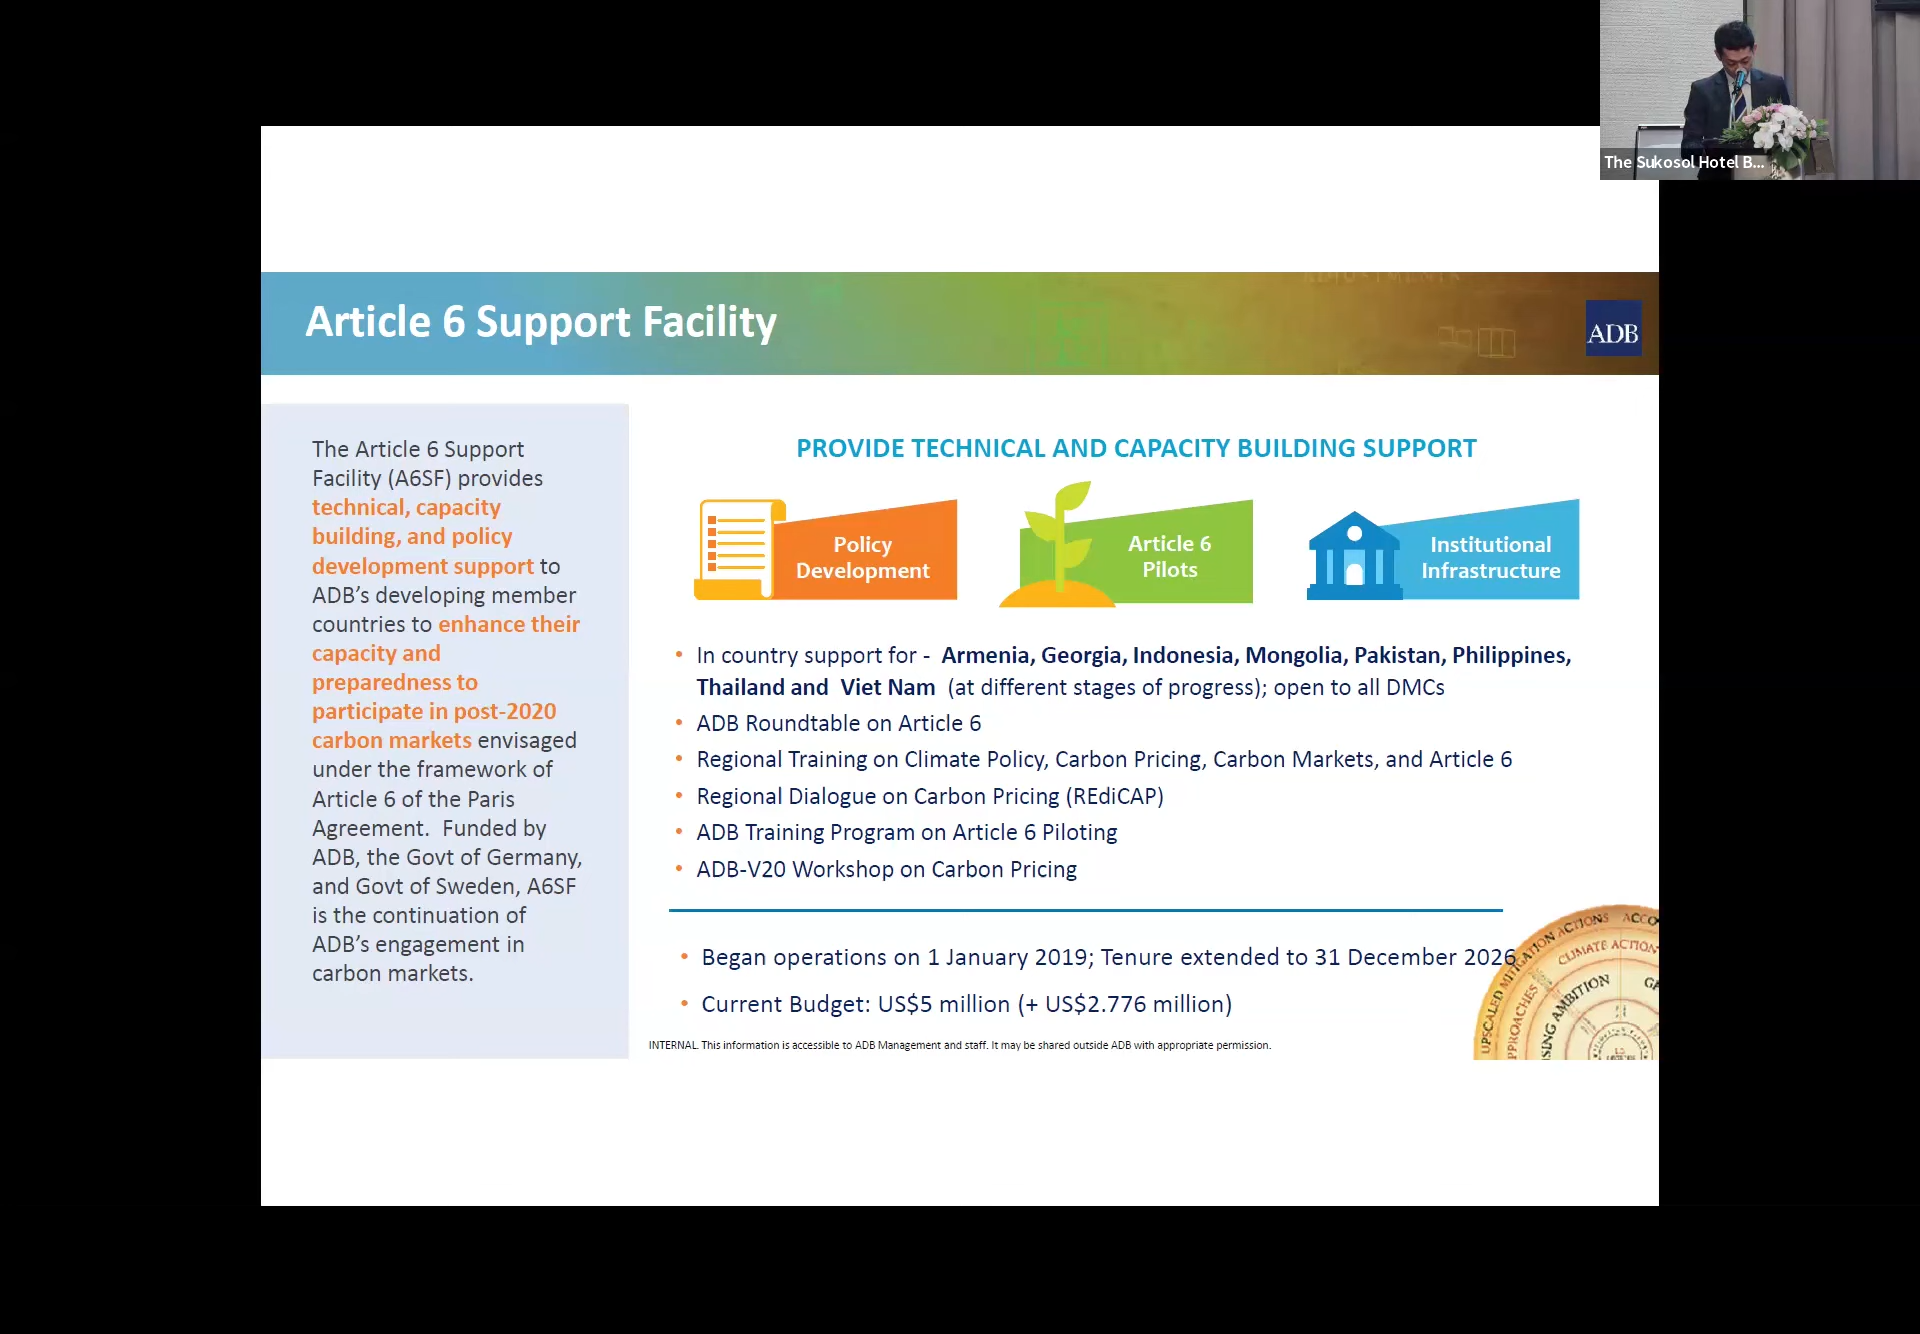 The Sukosol Hotel B...
Article 6 Support Facility
ADB
The Article 6 Support
Facility (A6SF) provides
technical, capacity
building, and policy
development support to
ADB’s developing member
countries to enhance their
capacity and
preparedness to
participate in post-2020
carbon markets envisaged
under the framework of
Article 6 of the Paris
Agreement.  Funded by
ADB, the Govt of Germany,
and Govt of Sweden, A6SF
is the continuation of
ADB’s engagement in
carbon markets.
PROVIDE TECHNICAL AND CAPACITY BUILDING SUPPORT
Policy
Development
Article 6
Pilots
Institutional
Infrastructure
• In country support for -  Armenia, Georgia, Indonesia, Mongolia, Pakistan, Philippines,
Thailand and  Viet Nam  (at different stages of progress); open to all DMCs
• ADB Roundtable on Article 6
• Regional Training on Climate Policy, Carbon Pricing, Carbon Markets, and Article 6
• Regional Dialogue on Carbon Pricing (REdiCAP)
• ADB Training Program on Article 6 Piloting
• ADB-V20 Workshop on Carbon Pricing
• Began operations on 1 January 2019; Tenure extended to 31 December 2026
• Current Budget: US$5 million (+ US$2.776 million)
INTERNAL. This information is accessible to ADB Management and staff. It may be shared outside ADB with appropriate permission.
UPSCALED MITIGATION ACTIONS
CLIMATE ACTION
AMBITION